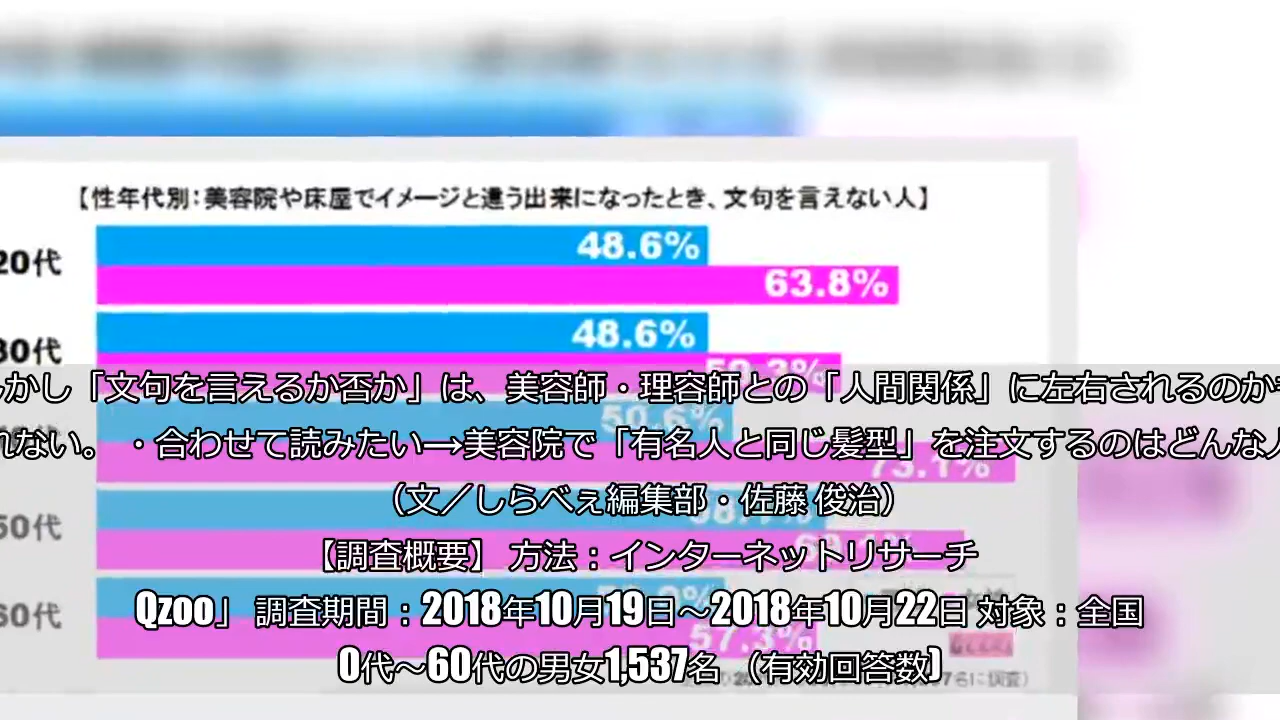 【性年代別：美容院や床屋でイメージと違う出来になったとき、文句を言えない人】
20代
48.6%
63.8%
30代
48.6%
59.3%
50.6%
73.1%
50代
60代
57.3%
かし「文句を言えるか否か」は、美容師・理容師との「人間関係」に左右されるのか
れない。 ・合わせて読みたい→美容院で「有名人と同じ髪型」を注文するのはどんな人
（文／しらべぇ編集部・佐藤 俊治）
【調査概要】 方法：インターネットリサーチ
Qzoo」 調査期間：2018年10月19日～2018年10月22日 対象：全国
0代～60代の男女1,537名 （有効回答数）